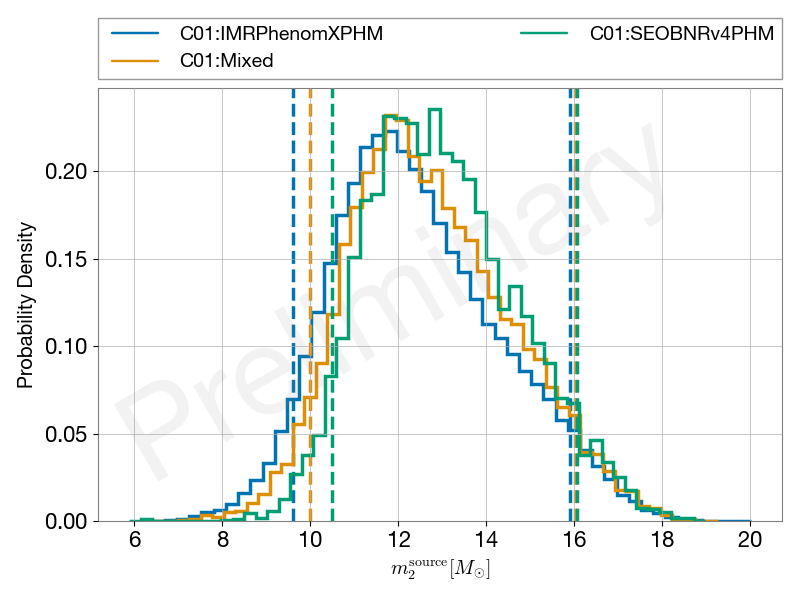 C01:IMRPhenomXPHM
C01:Mixed
C01:SEOBNRv4PHM
Preliminary
Probability Density
0.20
0.15
0.10
0.05
0.00
6 8 10 12 14 16 18 20
m₂^source [M⊙]